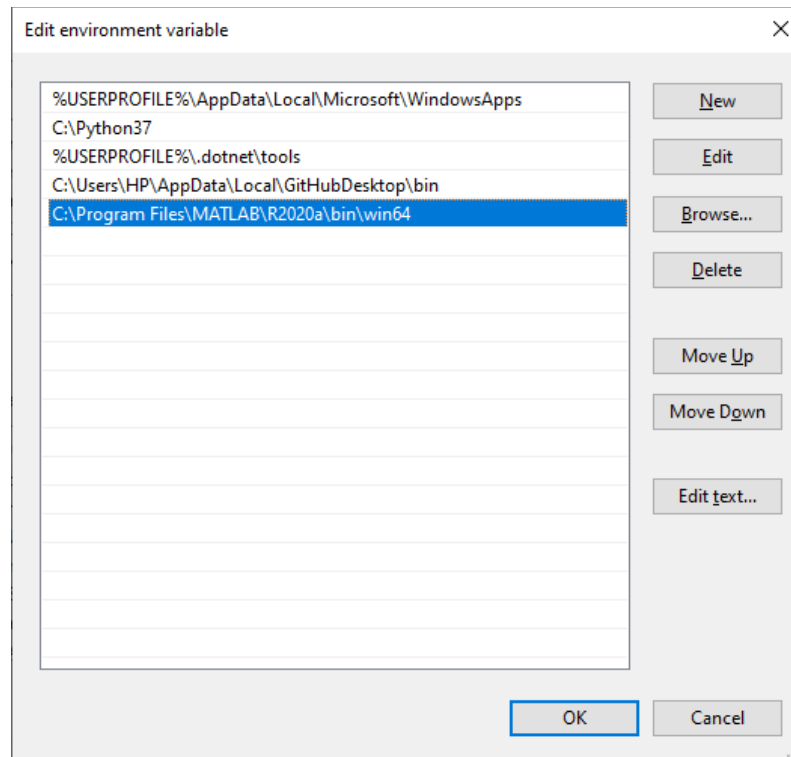 Edit environment variable
%USERPROFILE%\AppData\Local\Microsoft\WindowsApps
C:\Python37
%USERPROFILE%\.dotnet\tools
C:\Users\HP\AppData\Local\GitHubDesktop\bin
C:\Program Files\MATLAB\R2020a\bin\win64
New
Edit
Browse...
Delete
Move Up
Move Down
Edit text...
OK
Cancel